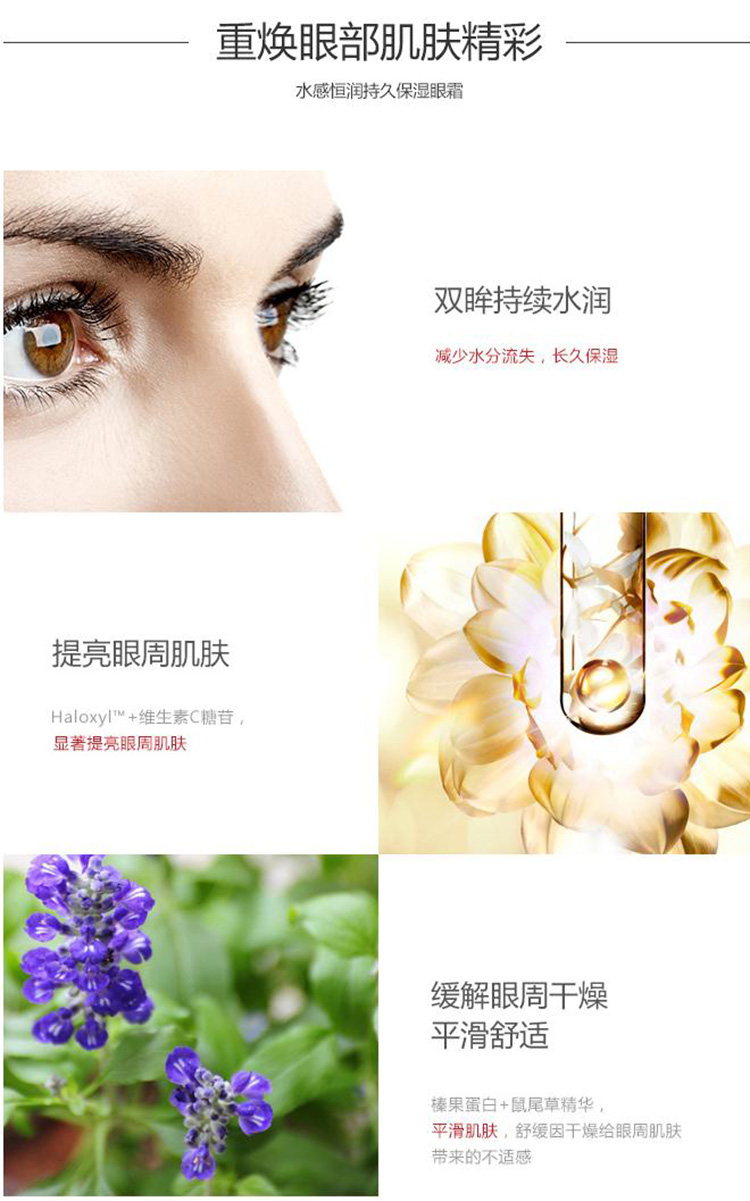 重焕眼部肌肤精彩
水感恒润持久保湿眼霜
双眸持续水润
减少水分流失，长久保湿
提亮眼周肌肤
Haloxyl™+维生素C糖苷，
显著提亮眼周肌肤
缓解眼周干燥
平滑舒适
榛果蛋白+鼠尾草精华，
平滑肌肤，舒缓因干燥给眼周肌肤
带来的不适感